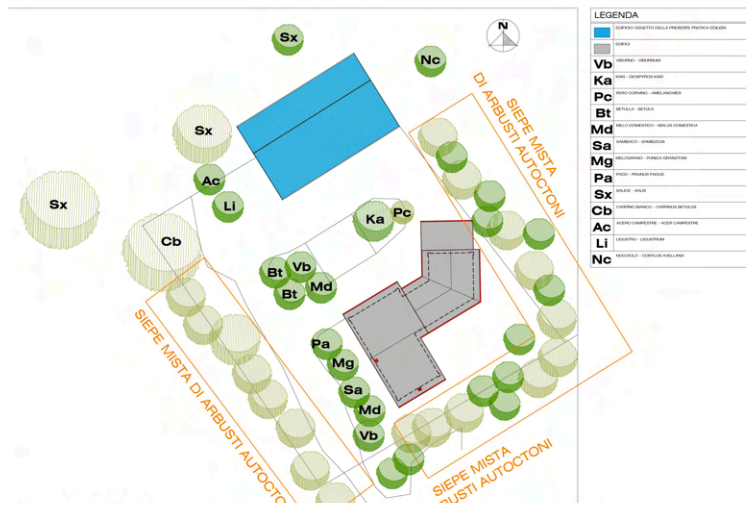 LEGENDA
EDIFICIO OGGETTO DELLA PRESENTE PRATICA EDILIZIA
EDIFICI
Vb VIBURNO - VIBURNUM
Ka KAKI - DIOSPYROS KAKI
Pc PERO CORVINO - AMELANCHIER
Bt BETULLA - BETULA
Md MELO DOMESTICO - MALUS DOMESTICA
Sa SAMBUCO - SAMBUCUS
Mg MELOGRANO - PUNICA GRANATUM
Pa PADO - PRUNUS PADUS
Sx SALICE - SALIX
Cb CARPINO BIANCO - CARPINUS BETULUS
Ac ACERO CAMPESTRE - ACER CAMPESTRE
Li LIGUSTRO - LIGUSTRUM
Nc NOCCIOLO - CORYLUS AVELLANA
N
Sx
Nc
Sx
Ac
Li
Sx
Cb
Ka
Pc
Bt
Vb
Bt
Md
Pa
Mg
Sa
Md
Vb
SIEPE MISTA
DI ARBUSTI AUTOCTONI
SIEPE MISTA DI ARBUSTI AUTOCTO
SIEPE MISTA
ARBUSTI AUTOCTONI